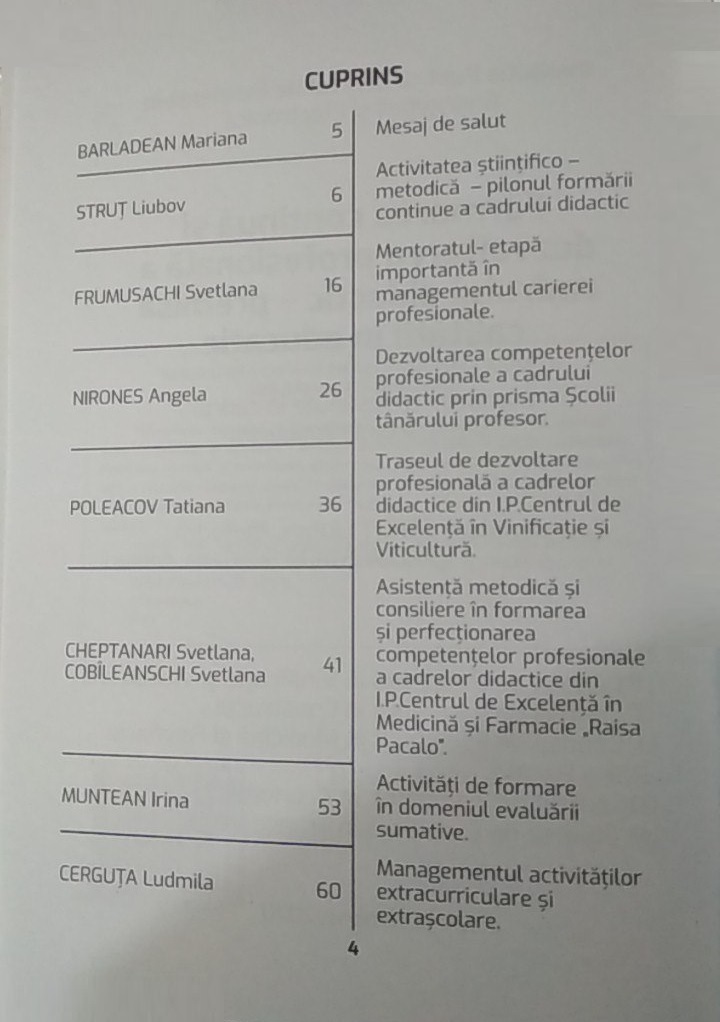 CUPRINS
BARLADEAN Mariana 5 Mesaj de salut
STRUȚ Liubov 6 Activitatea științifico –
metodică – pilonul formării
continue a cadrului didactic
FRUMUSACHI Svetlana 16 Mentoratul- etapă
importantă în
managementul carierei
profesionale.
NIRONES Angela 26 Dezvoltarea competențelor
profesionale a cadrului
didactic prin prisma Școlii
tânărului profesor.
POLEACOV Tatiana 36 Traseul de dezvoltare
profesională a cadrelor
didactice din I.P.Centrul de
Excelență în Vinificație și
Viticultură.
CHEPTANARI Svetlana,
COBÎLEANSCHI Svetlana 41 Asistență metodică și
consiliere în formarea
și perfecționarea
competențelor profesionale
a cadrelor didactice din
I.P.Centrul de Excelență în
Medicină și Farmacie „Raisa
Pacalo".
MUNTEAN Irina 53 Activități de formare
în domeniul evaluării
sumative.
CERGUȚA Ludmila 60 Managementul activităților
extracurriculare și
extrașcolare.
4